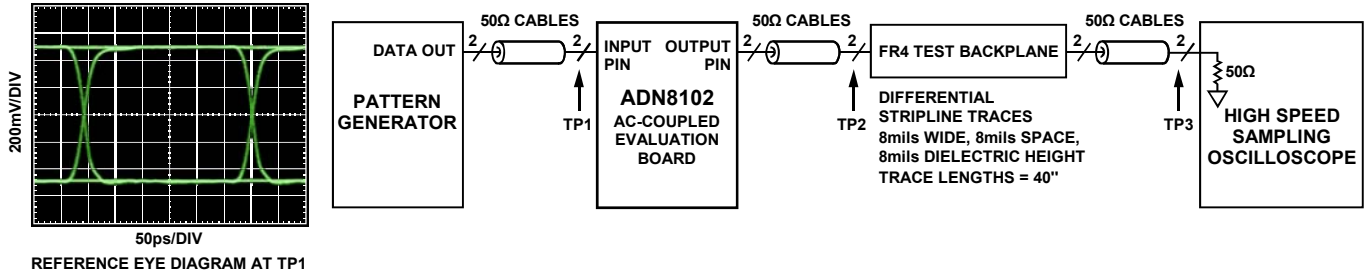 200mV/DIV
50ps/DIV
REFERENCE EYE DIAGRAM AT TP1
DATA OUT
PATTERN
GENERATOR
50Ω CABLES
2
2
TP1
INPUT
PIN
OUTPUT
PIN
ADN8102
AC-COUPLED
EVALUATION
BOARD
50Ω CABLES
2
2
TP2
FR4 TEST BACKPLANE
DIFFERENTIAL
STRIPLINE TRACES
8mils WIDE, 8mils SPACE,
8mils DIELECTRIC HEIGHT
TRACE LENGTHS = 40"
50Ω CABLES
2
2
TP3
50Ω
HIGH SPEED
SAMPLING
OSCILLOSCOPE